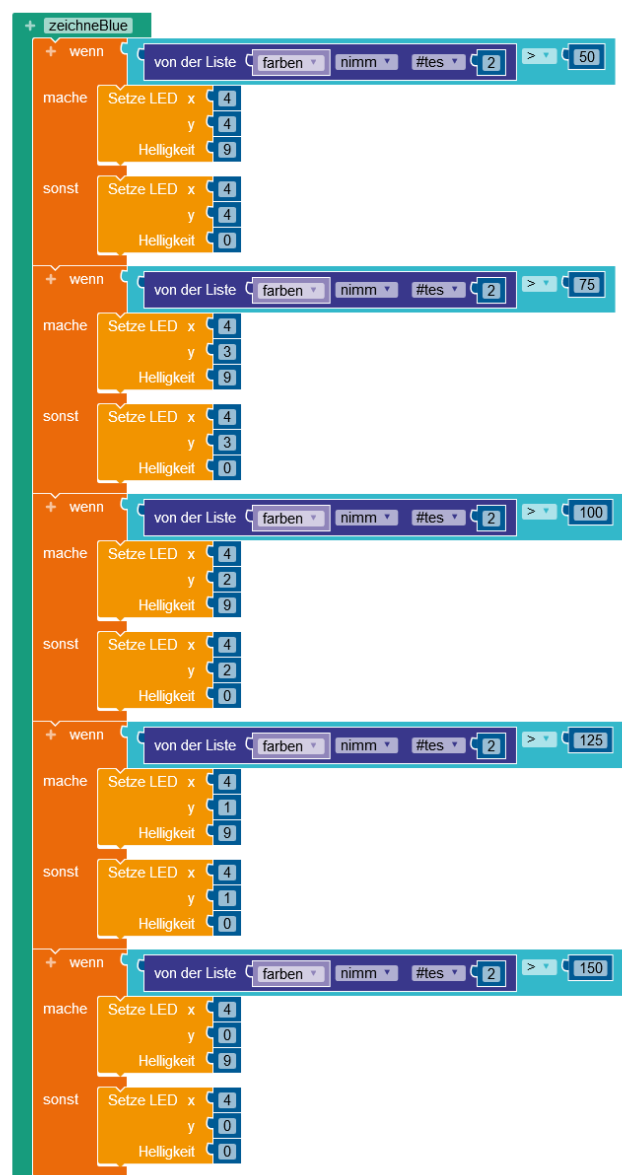 + zeichneBlue
+ wenn von der Liste farben nimm #tes 2 > 50
mache Setze LED x 4
y 4
Helligkeit 9
sonst Setze LED x 4
y 4
Helligkeit 0
+ wenn von der Liste farben nimm #tes 2 > 75
mache Setze LED x 4
y 3
Helligkeit 9
sonst Setze LED x 4
y 3
Helligkeit 0
+ wenn von der Liste farben nimm #tes 2 > 100
mache Setze LED x 4
y 2
Helligkeit 9
sonst Setze LED x 4
y 2
Helligkeit 0
+ wenn von der Liste farben nimm #tes 2 > 125
mache Setze LED x 4
y 1
Helligkeit 9
sonst Setze LED x 4
y 1
Helligkeit 0
+ wenn von der Liste farben nimm #tes 2 > 150
mache Setze LED x 4
y 0
Helligkeit 9
sonst Setze LED x 4
y 0
Helligkeit 0